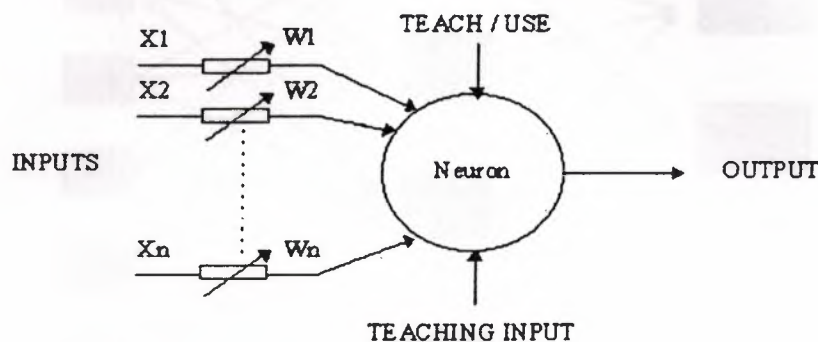 TEACH / USE
X1 W1
X2 W2
INPUTS
Neuron
OUTPUT
Xn Wn
TEACHING INPUT